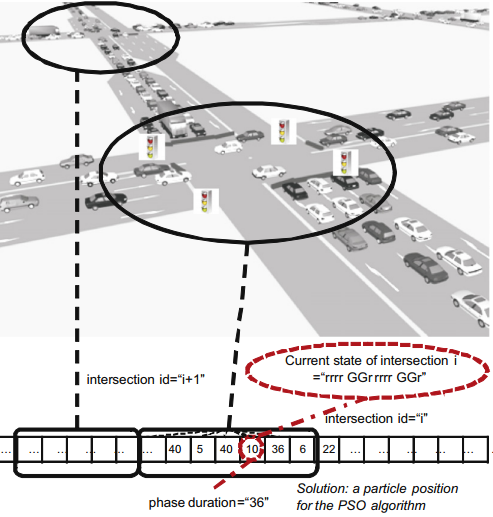 intersection id="i+1"
Current state of intersection i
="rrrr GGr rrrr GGr"
intersection id="i"
... ... ... ... ... ... ... 40 5 40 10 36 6 22 ... ... ... ...
phase duration="36"
Solution: a particle position
for the PSO algorithm